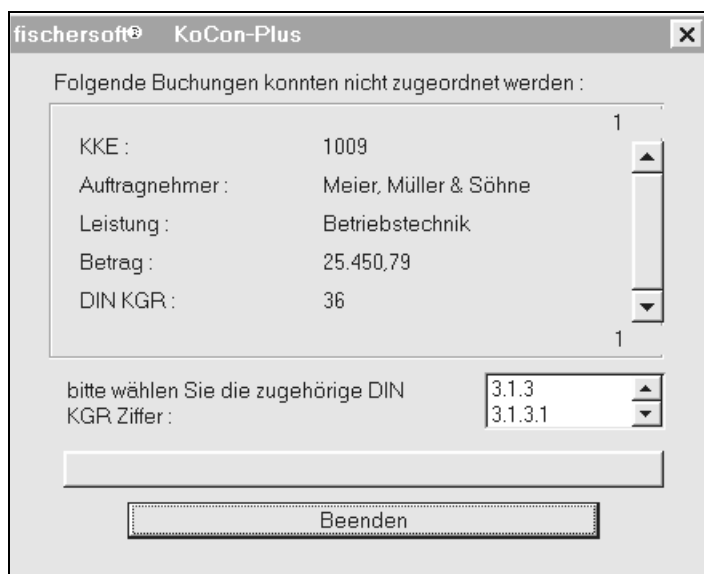 fischersoft® KoCon-Plus
Folgende Buchungen konnten nicht zugeordnet werden :
1
KKE : 1009
Auftragnehmer : Meier, Müller & Söhne
Leistung : Betriebstechnik
Betrag : 25.450,79
DIN KGR : 36
1
bitte wählen Sie die zugehörige DIN
KGR Ziffer :
3.1.3
3.1.3.1
Beenden